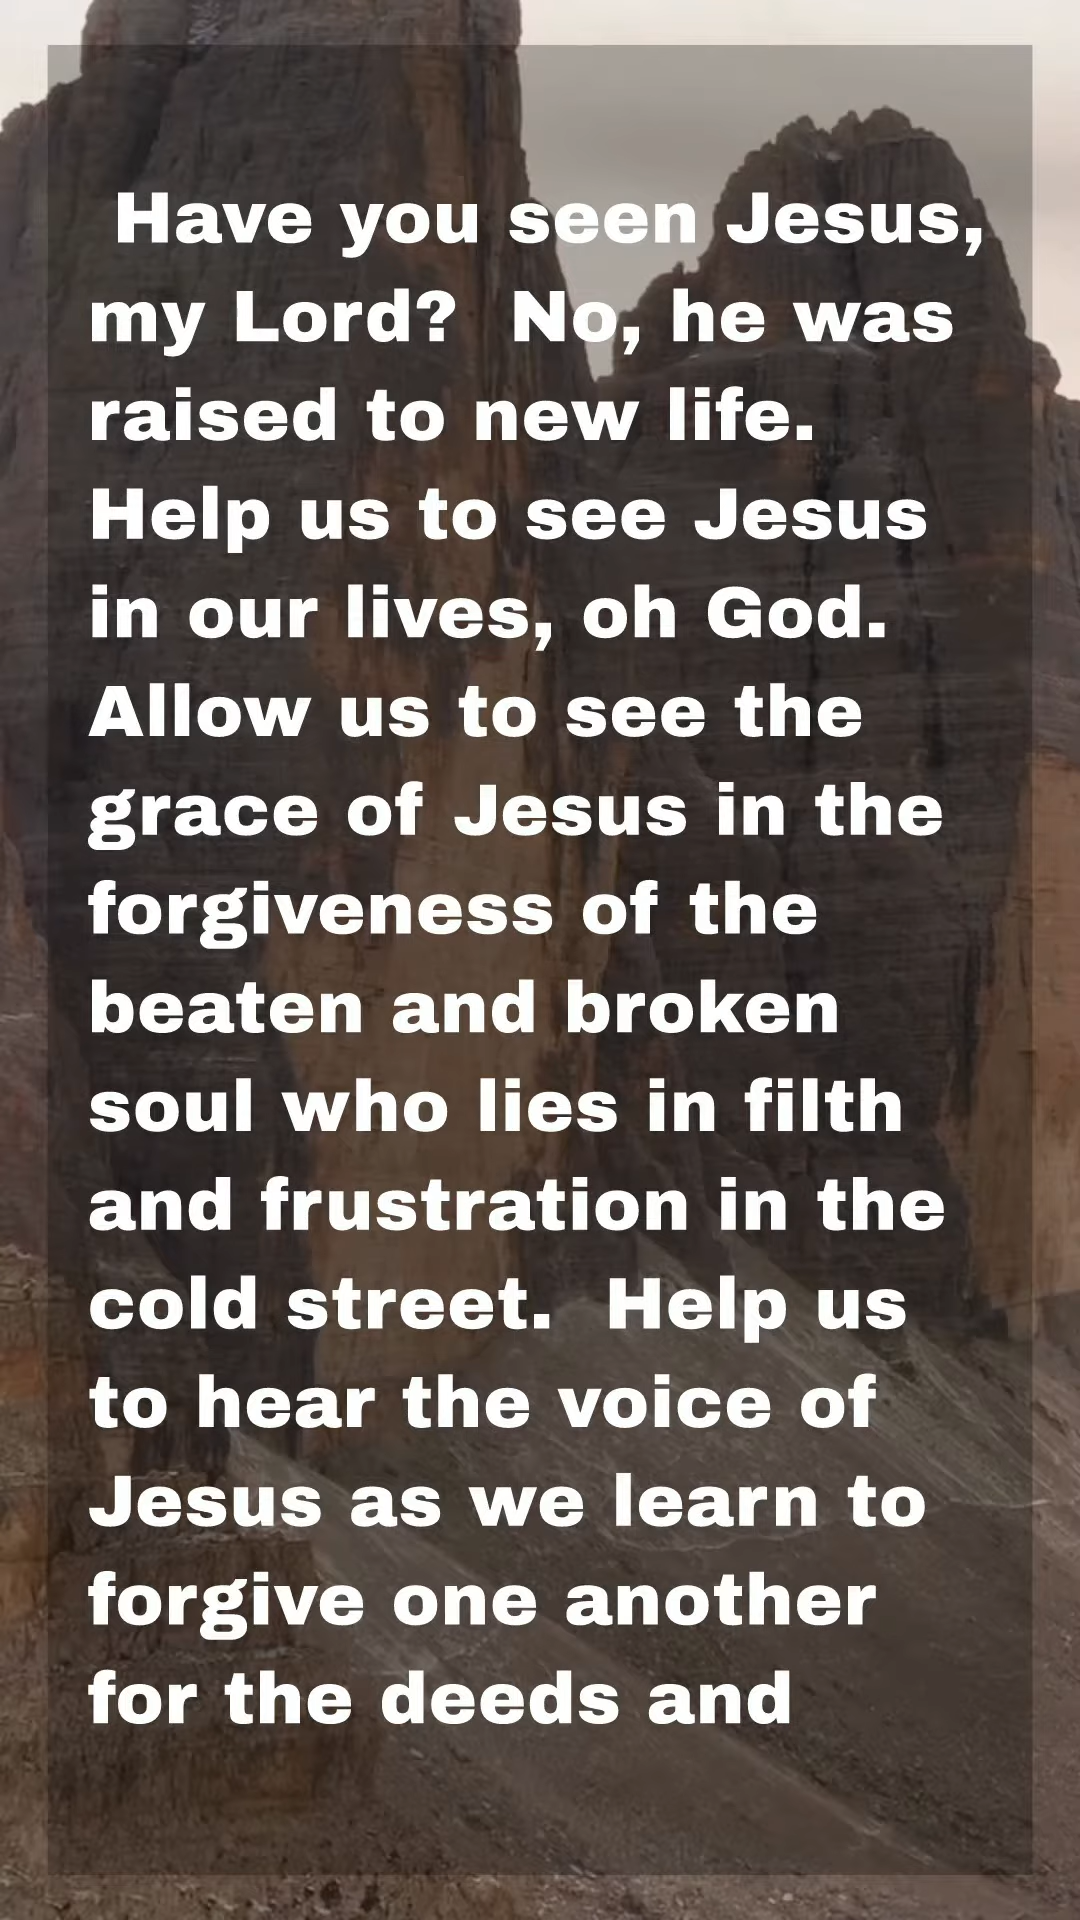 Have you seen Jesus,
my Lord?  No, he was
raised to new life.
Help us to see Jesus
in our lives, oh God.
Allow us to see the
grace of Jesus in the
forgiveness of the
beaten and broken
soul who lies in filth
and frustration in the
cold street.  Help us
to hear the voice of
Jesus as we learn to
forgive one another
for the deeds and